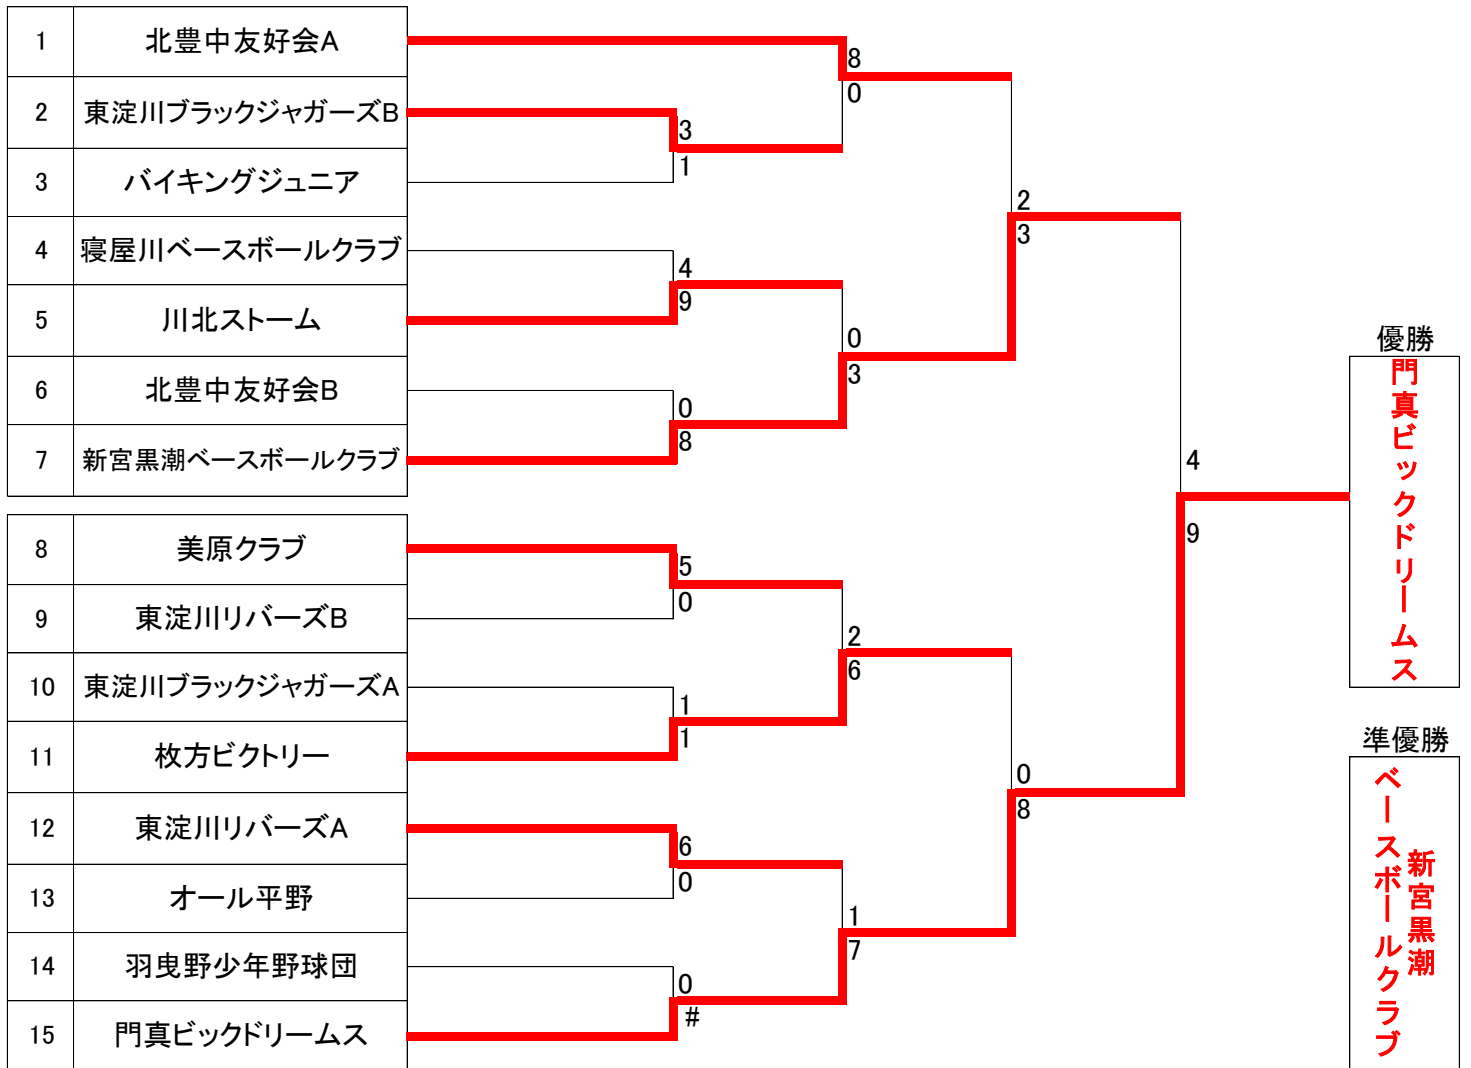 1 北豊中友好会A
2 東淀川ブラックジャガーズB
3 バイキングジュニア
4 寝屋川ベースボールクラブ
5 川北ストーム
6 北豊中友好会B
7 新宮黒潮ベースボールクラブ
8 美原クラブ
9 東淀川リバーズB
10 東淀川ブラックジャガーズA
11 枚方ビクトリー
12 東淀川リバーズA
13 オール平野
14 羽曳野少年野球団
15 門真ビックドリームス
3
1
4
9
0
8
5
0
1
1
6
0
0
#
8
0
0
3
2
6
1
7
2
3
0
8
4
9
優勝
門真ビックドリームス
準優勝
新宮黒潮
ベースボールクラブ